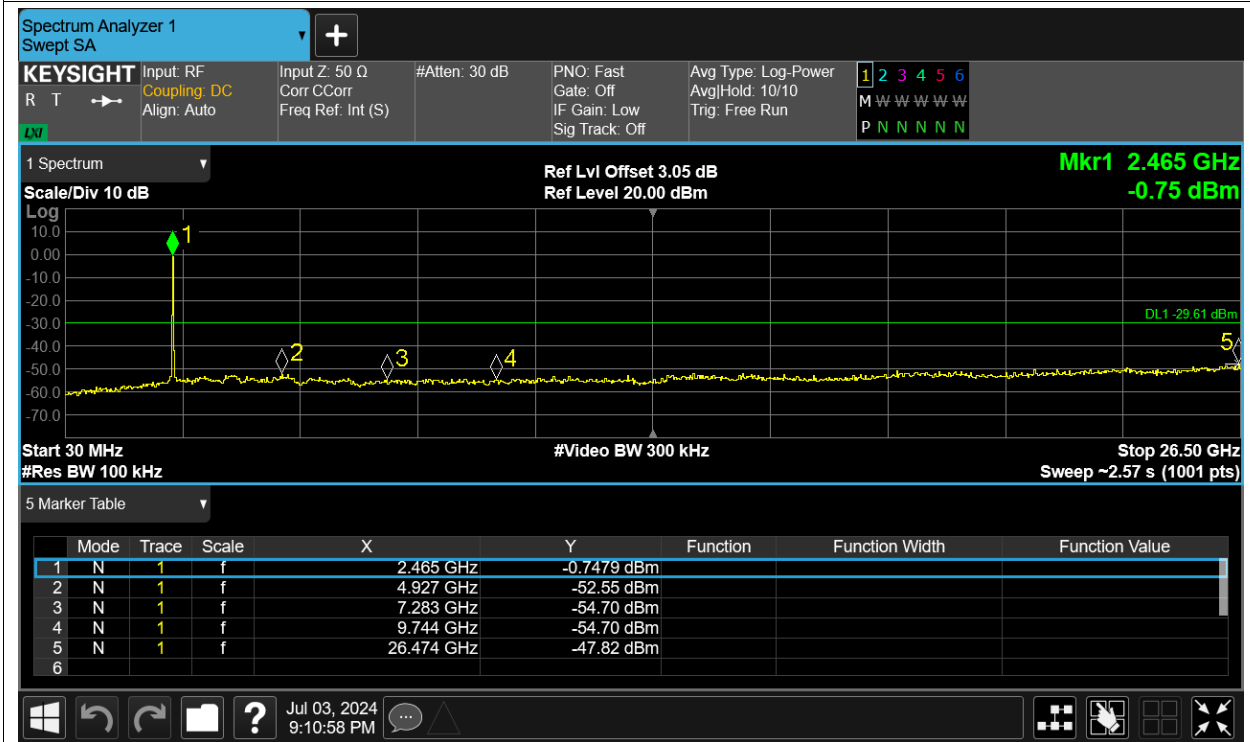 Spectrum Analyzer 1
Swept SA
KEYSIGHT Input: RF Input Z: 50 Ω #Atten: 30 dB PNO: Fast Avg Type: Log-Power 1 2 3 4 5 6
R T Coupling: DC Corr CCorr Gate: Off Avg|Hold: 10/10 M W W W W W
Align: Auto Freq Ref: Int (S) IF Gain: Low Trig: Free Run
LXI Sig Track: Off P N N N N N
1 Spectrum Ref Lvl Offset 3.05 dB Mkr1 2.465 GHz
Scale/Div 10 dB Ref Level 20.00 dBm -0.75 dBm
Log
10.0 1
0.00
-10.0
-20.0
DL1 -29.61 dBm
-30.0
-40.0 2 3 4 5
-50.0
-60.0
-70.0
Start 30 MHz #Video BW 300 kHz Stop 26.50 GHz
#Res BW 100 kHz Sweep ~2.57 s (1001 pts)
5 Marker Table
Mode Trace Scale X Y Function Function Width Function Value
1 N 1 f 2.465 GHz -0.7479 dBm
2 N 1 f 4.927 GHz -52.55 dBm
3 N 1 f 7.283 GHz -54.70 dBm
4 N 1 f 9.744 GHz -54.70 dBm
5 N 1 f 26.474 GHz -47.82 dBm
6
? Jul 03, 2024
9:10:58 PM